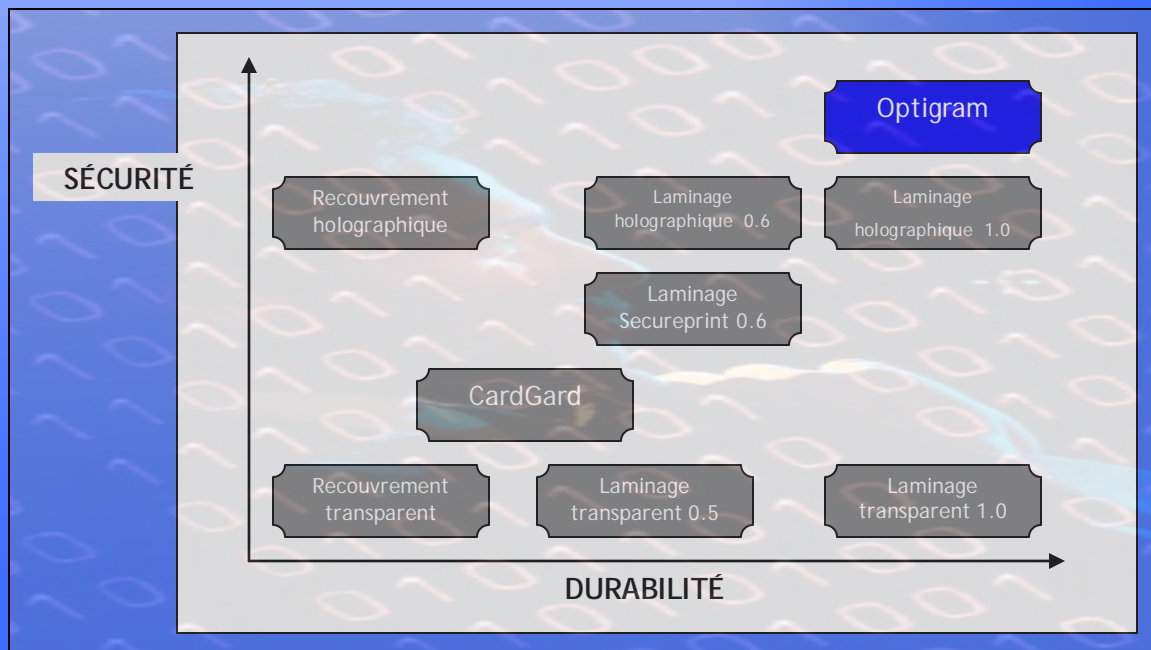 Optigram
SÉCURITÉ
Recouvrement
holographique
Laminage
holographique 0.6
Laminage
holographique 1.0
Laminage
Secureprint 0.6
CardGard
Recouvrement
transparent
Laminage
transparent 0.5
Laminage
transparent 1.0
DURABILITÉ